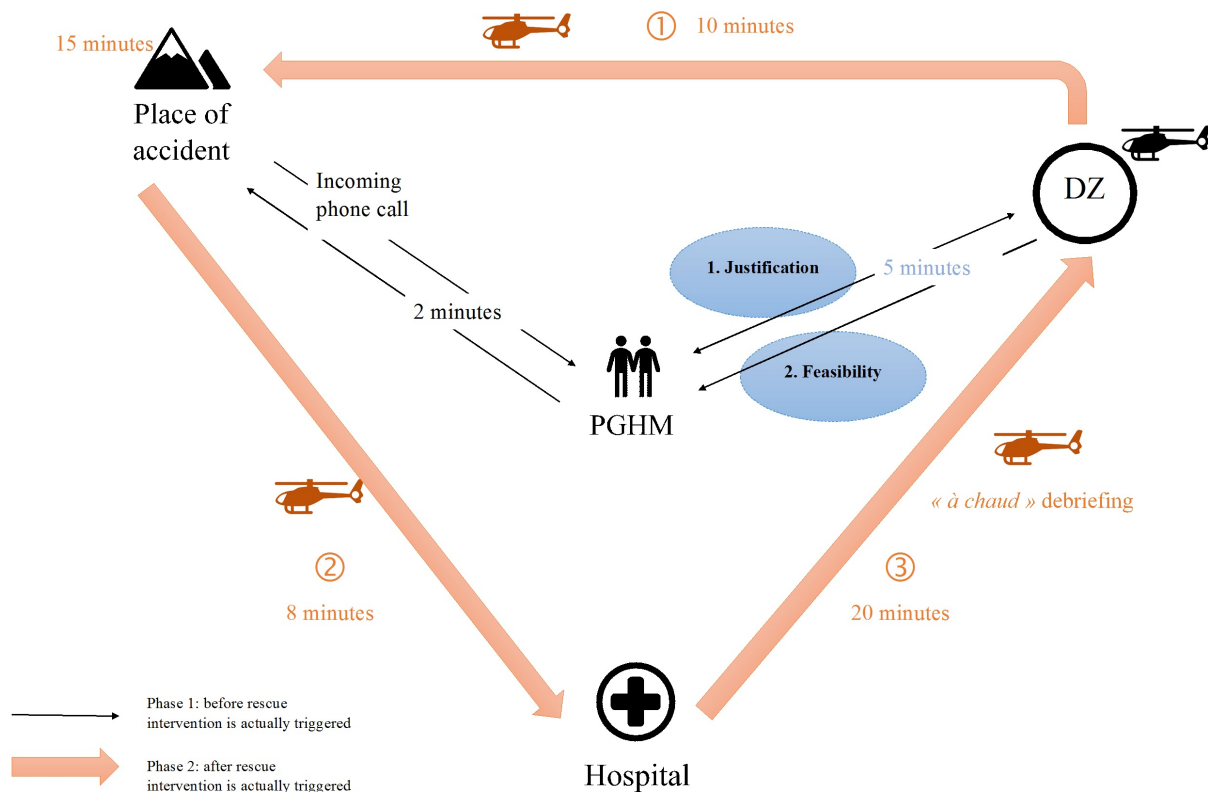 ① 10 minutes
15 minutes
Place of
accident
DZ
Incoming
phone call
1. Justification
5 minutes
2 minutes
2. Feasibility
PGHM
« à chaud » debriefing
②
8 minutes
③
20 minutes
Hospital
Phase 1: before rescue
intervention is actually triggered
Phase 2: after rescue
intervention is actually triggered